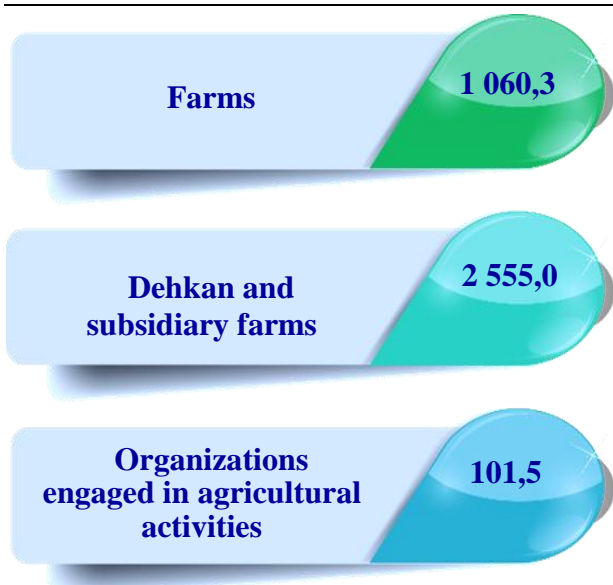 Farms
1 060,3
Dehkan and
subsidiary farms
2 555,0
Organizations
engaged in agricultural
activities
101,5